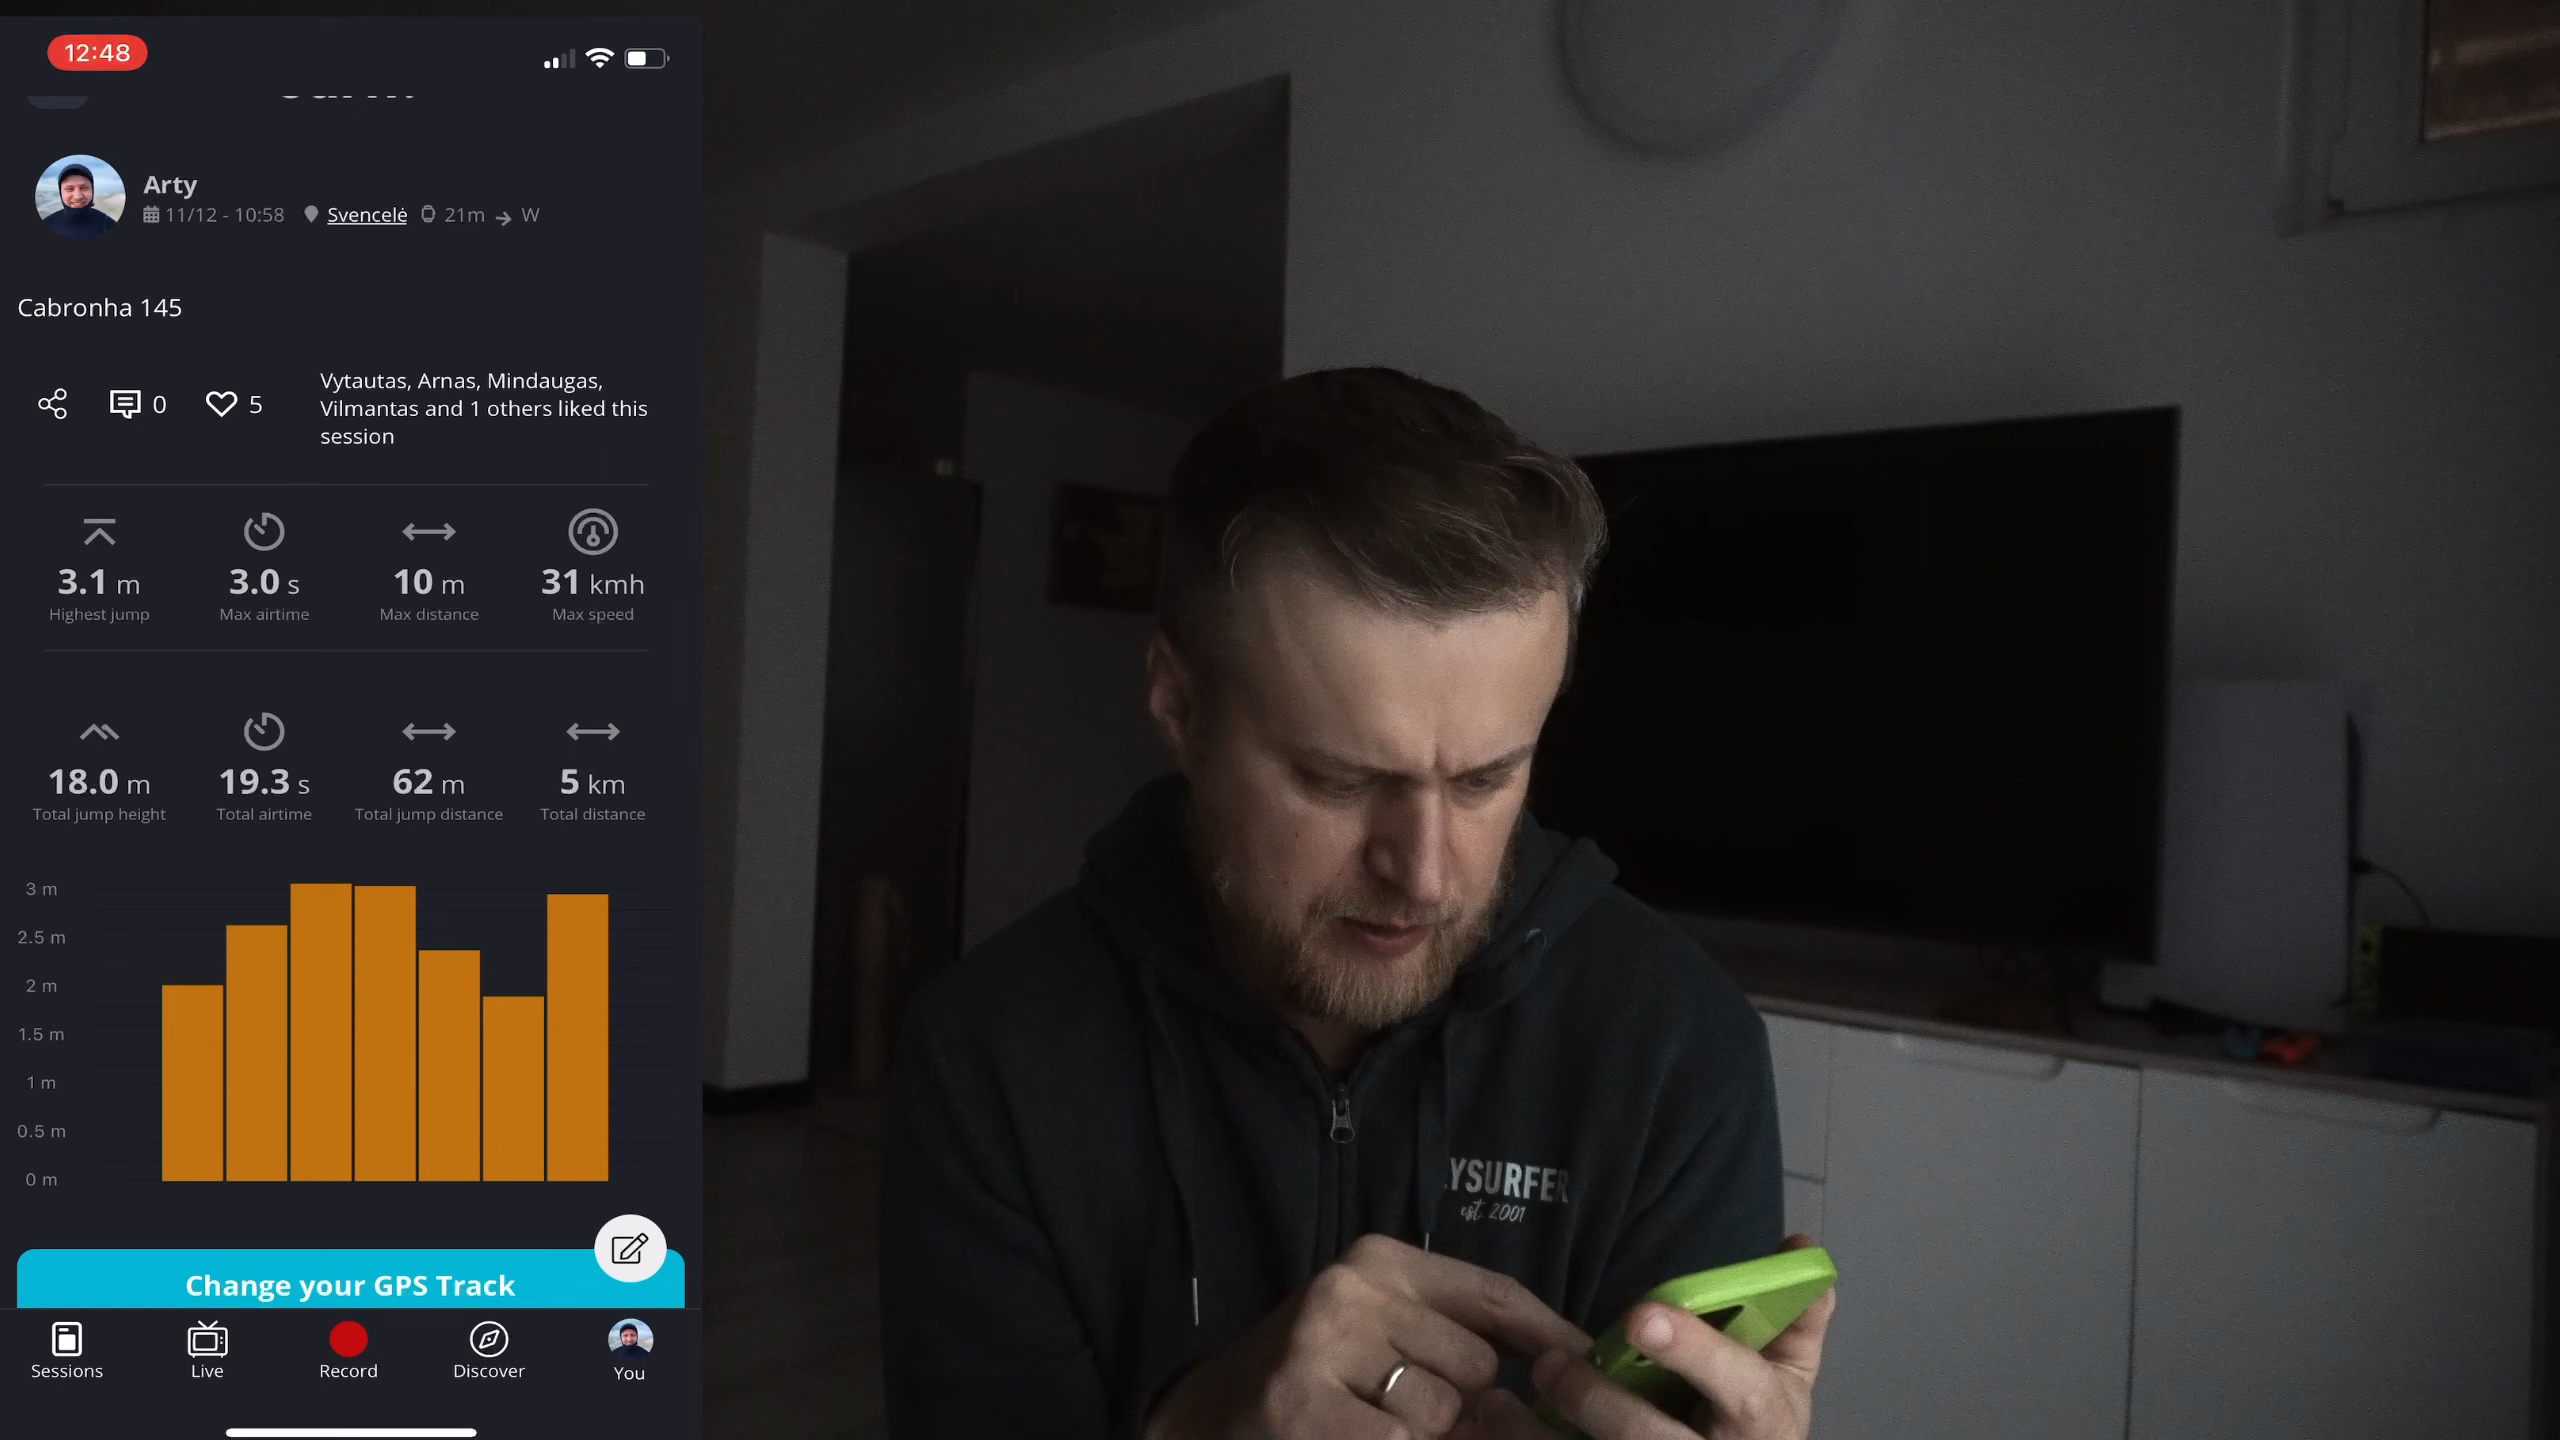 12:48
Arty
11/12 - 10:58 Svencelė 21m W
Cabronha 145
0 5
Vytautas, Arnas, Mindaugas,
Vilmantas and 1 others liked this
session
3.1 m 3.0 s 10 m 31 kmh
Highest jump Max airtime Max distance Max speed
18.0 m 19.3 s 62 m 5 km
Total jump height Total airtime Total jump distance Total distance
3 m
2.5 m
2 m
1.5 m
1 m
0.5 m
0 m
Change your GPS Track
Sessions Live Record Discover You
YSURFER
est. 2001